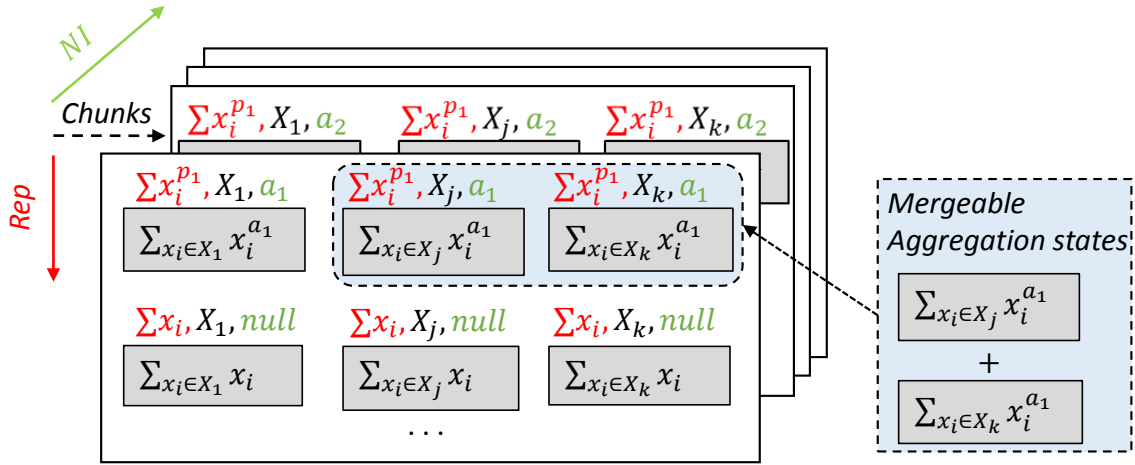 NI
Chunks
Rep
∑x_i^{p_1}, X_1, a_2
∑x_i^{p_1}, X_j, a_2
∑x_i^{p_1}, X_k, a_2
∑x_i^{p_1}, X_1, a_1
∑x_i^{p_1}, X_j, a_1
∑x_i^{p_1}, X_k, a_1
∑_{x_i∈X_1} x_i^{a_1}
∑_{x_i∈X_j} x_i^{a_1}
∑_{x_i∈X_k} x_i^{a_1}
∑x_i, X_1, null
∑x_i, X_j, null
∑x_i, X_k, null
∑_{x_i∈X_1} x_i
∑_{x_i∈X_j} x_i
∑_{x_i∈X_k} x_i
...
Mergeable
Aggregation states
∑_{x_i∈X_j} x_i^{a_1}
+
∑_{x_i∈X_k} x_i^{a_1}